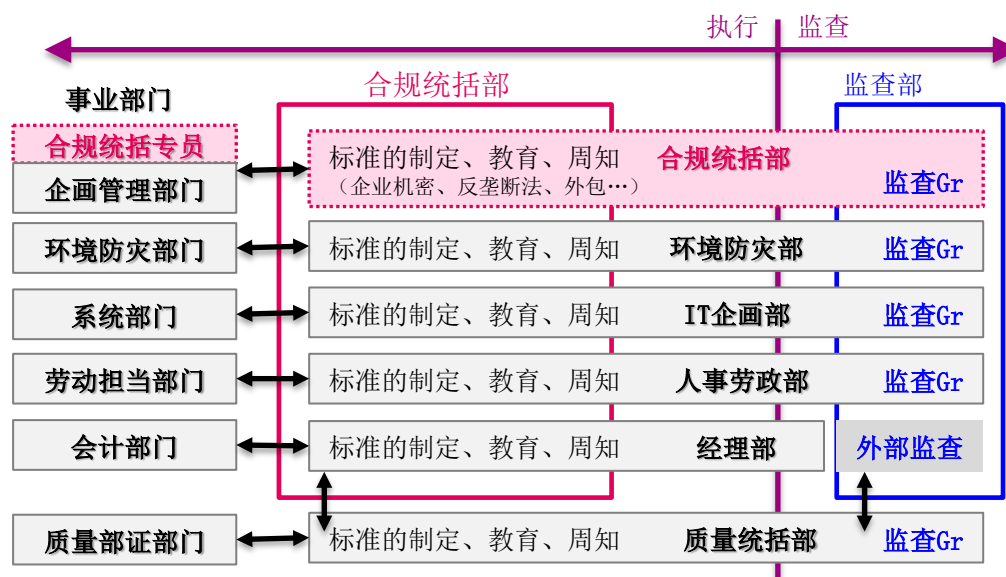 执行 监查
合规统括部 监查部
事业部门
合规统括专员
企画管理部门
标准的制定、教育、周知 合规统括部
（企业机密、反垄断法、外包…）
监查Gr
环境防灾部门 标准的制定、教育、周知 环境防灾部 监查Gr
系统部门 标准的制定、教育、周知 IT企画部 监查Gr
劳动担当部门 标准的制定、教育、周知 人事劳政部 监查Gr
会计部门 标准的制定、教育、周知 经理部 外部监查
质量部证部门 标准的制定、教育、周知 质量统括部 监查Gr